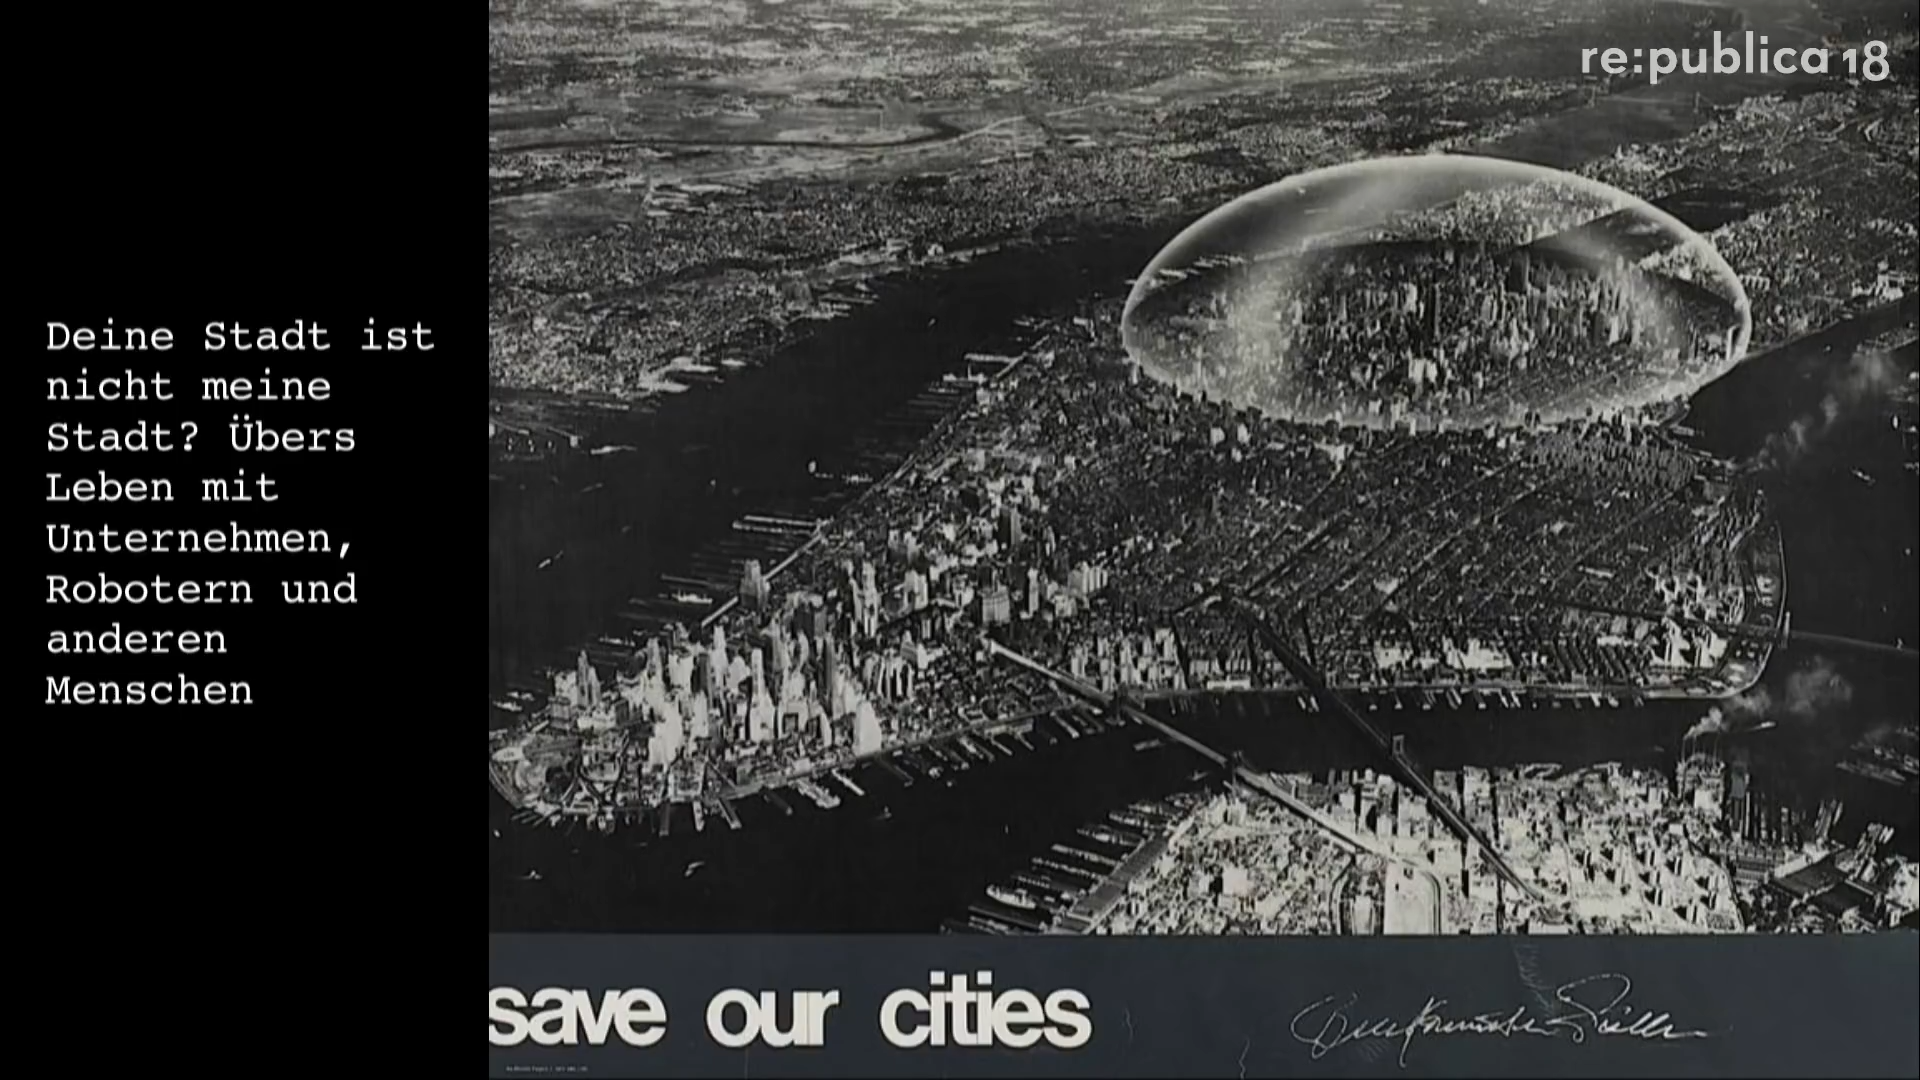 re:publica 18
Deine Stadt ist
nicht meine
Stadt? Übers
Leben mit
Unternehmen,
Robotern und
anderen
Menschen
save our cities